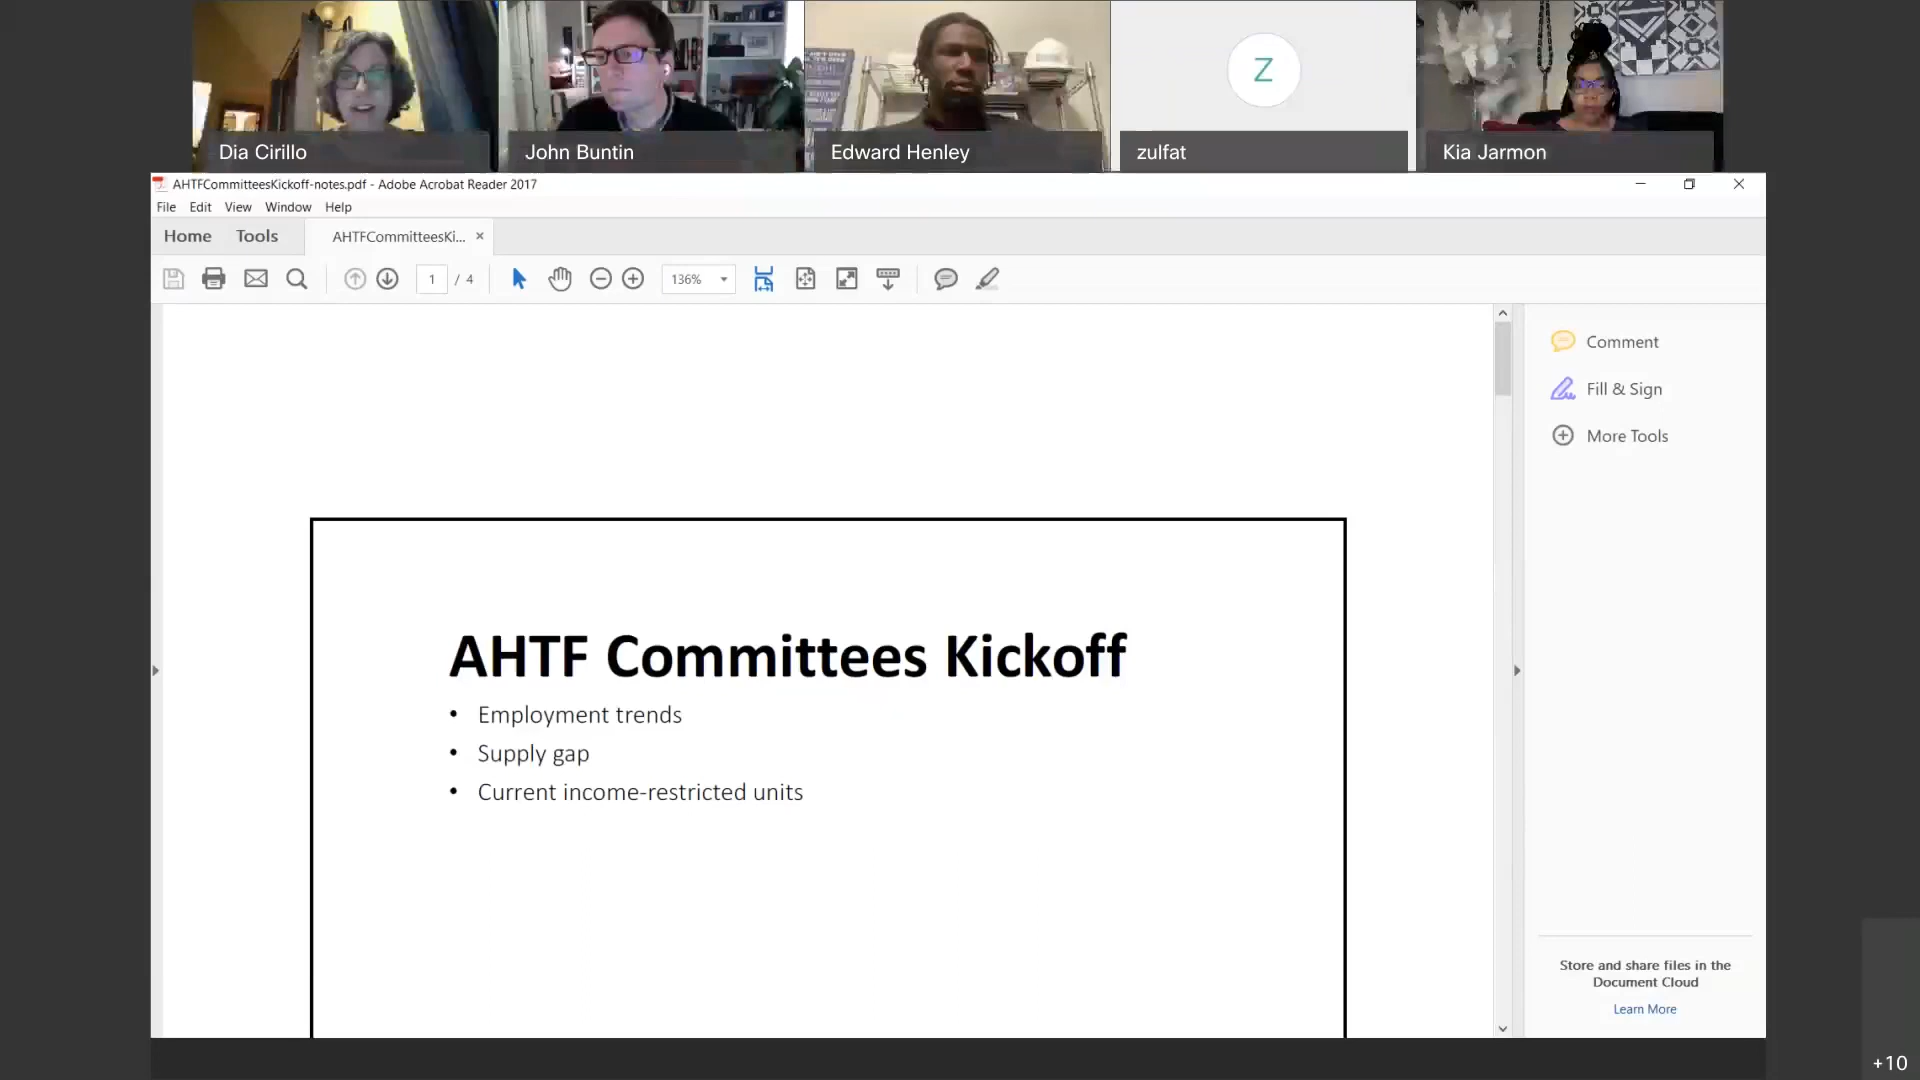 Dia Cirillo
John Buntin
Edward Henley
Z
zulfat
Kia Jarmon
AHTFCommitteesKickoff-notes.pdf - Adobe Acrobat Reader 2017
File Edit View Window Help
Home Tools AHTFCommitteesKi... ×
1 / 4 136%
Comment
Fill & Sign
More Tools
AHTF Committees Kickoff
• Employment trends
• Supply gap
• Current income-restricted units
Store and share files in the
Document Cloud
Learn More
+10